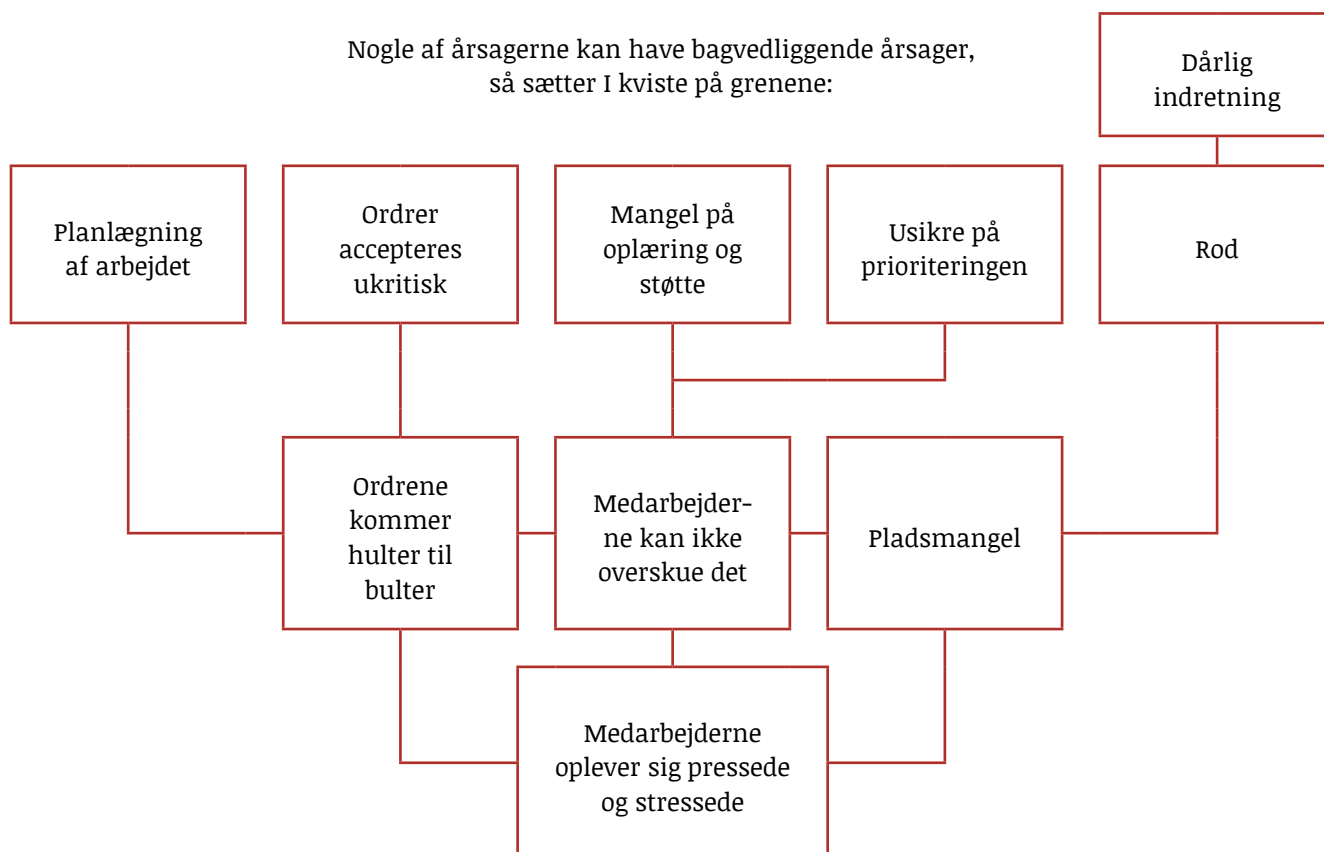 Nogle af årsagerne kan have bagvedliggende årsager,
så sætter I kviste på grenene:
Dårlig
indretning
Planlægning
af arbejdet
Ordrer
accepteres
ukritisk
Mangel på
oplæring og
støtte
Usikre på
prioriteringen
Rod
Ordrene
kommer
hulter til
bulter
Medarbejder-
ne kan ikke
overskue det
Pladsmangel
Medarbejderne
oplever sig pressede
og stressede